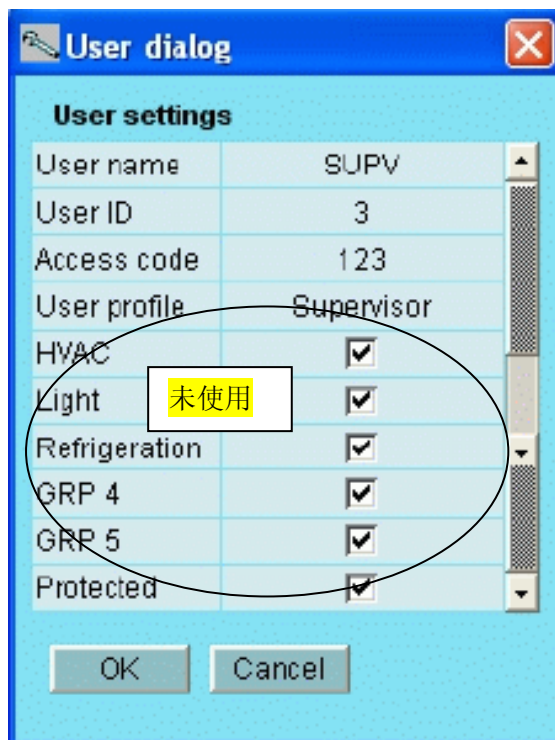 User dialog
User settings
User name SUPV
User ID 3
Access code 123
User profile Supervisor
HVAC
Light
未使用
Refrigeration
GRP 4
GRP 5
Protected
OK Cancel